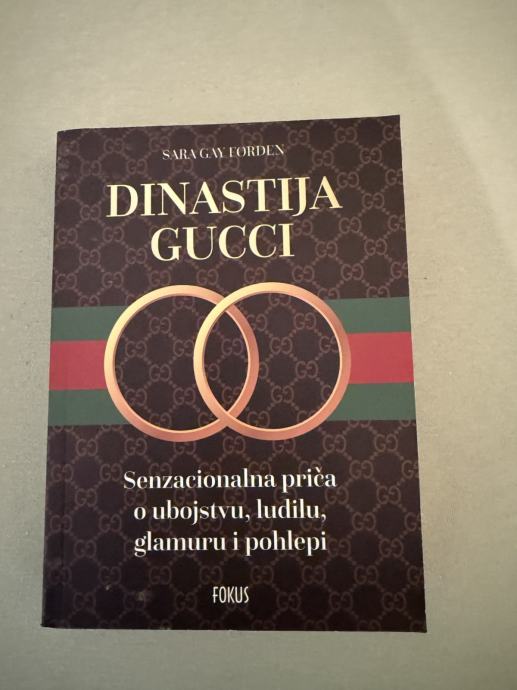 SARA GAY FORDEN
DINASTIJA
GUCCI
Senzacionalna priča
o ubojstvu, ludilu,
glamuru i pohlepi
FOKUS